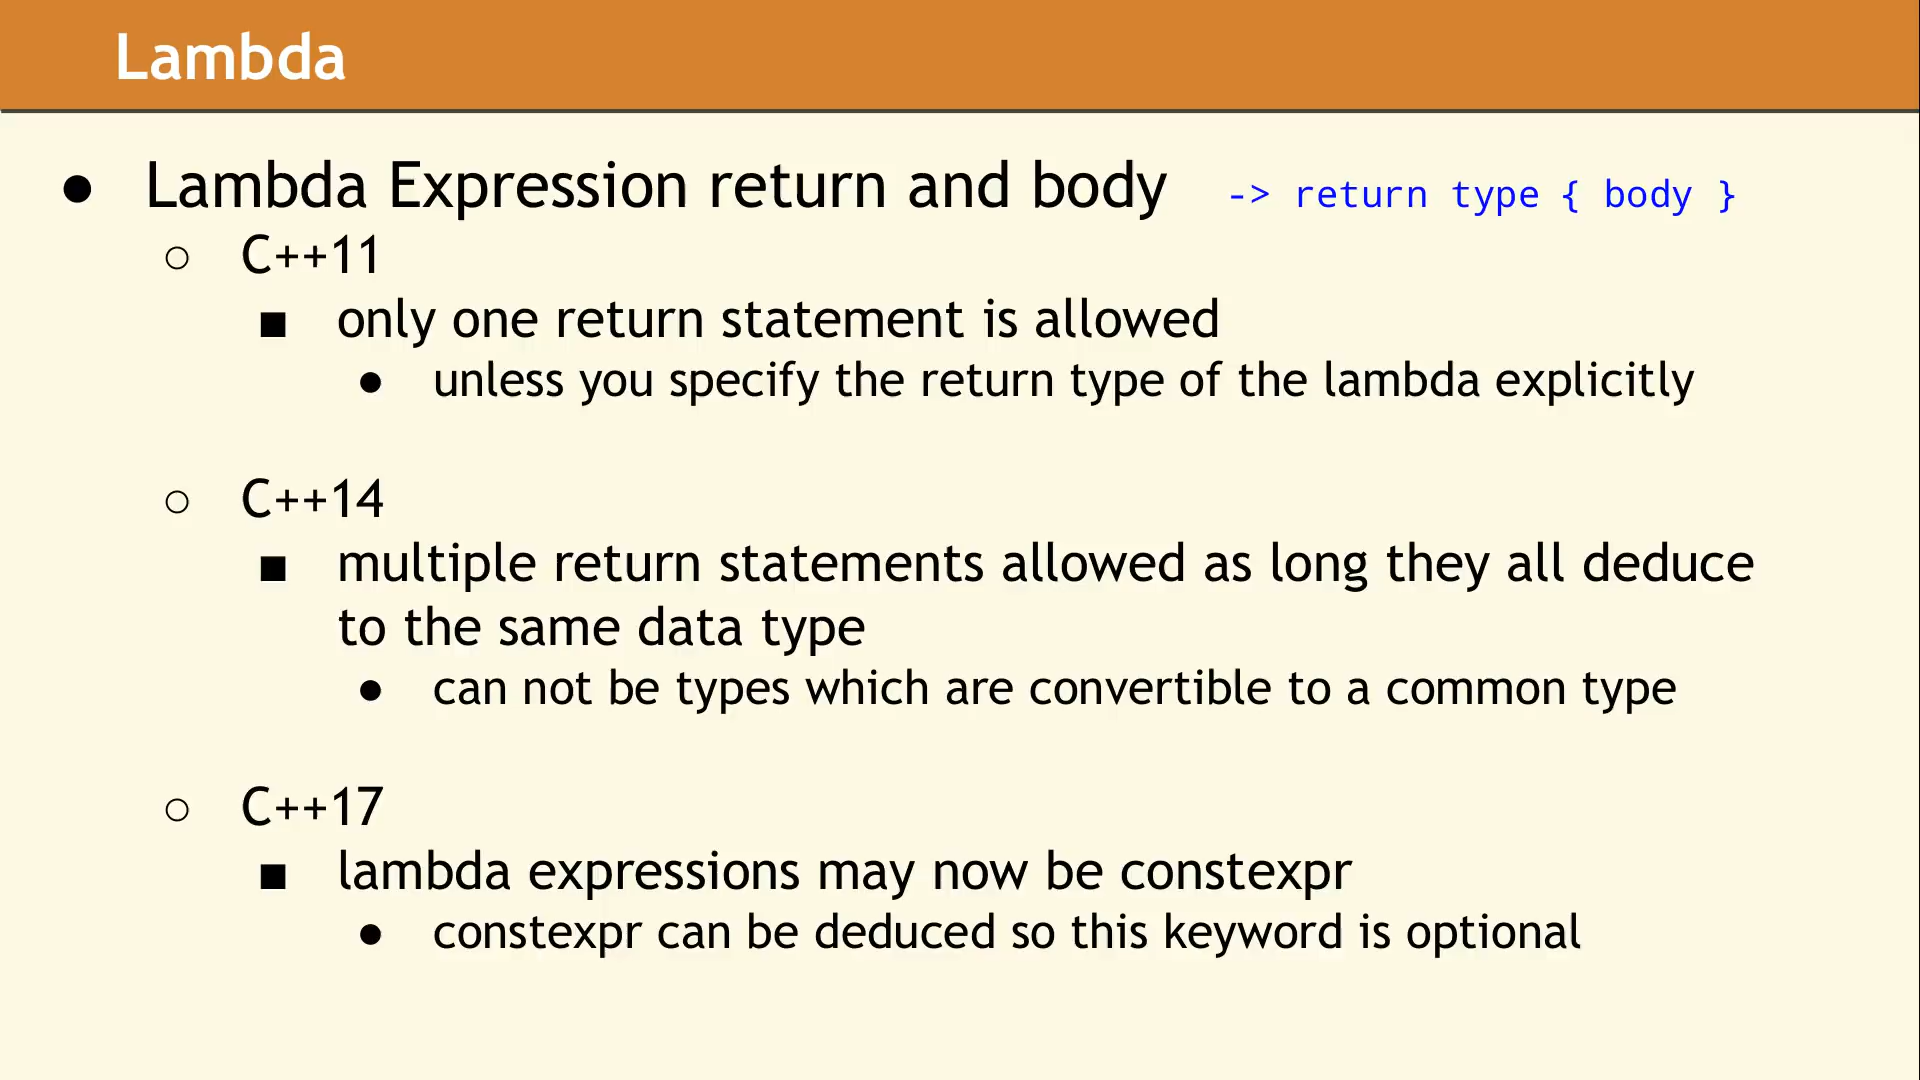 Lambda
● Lambda Expression return and body -> return type { body }
○ C++11
■ only one return statement is allowed
● unless you specify the return type of the lambda explicitly
○ C++14
■ multiple return statements allowed as long they all deduce
to the same data type
● can not be types which are convertible to a common type
○ C++17
■ lambda expressions may now be constexpr
● constexpr can be deduced so this keyword is optional